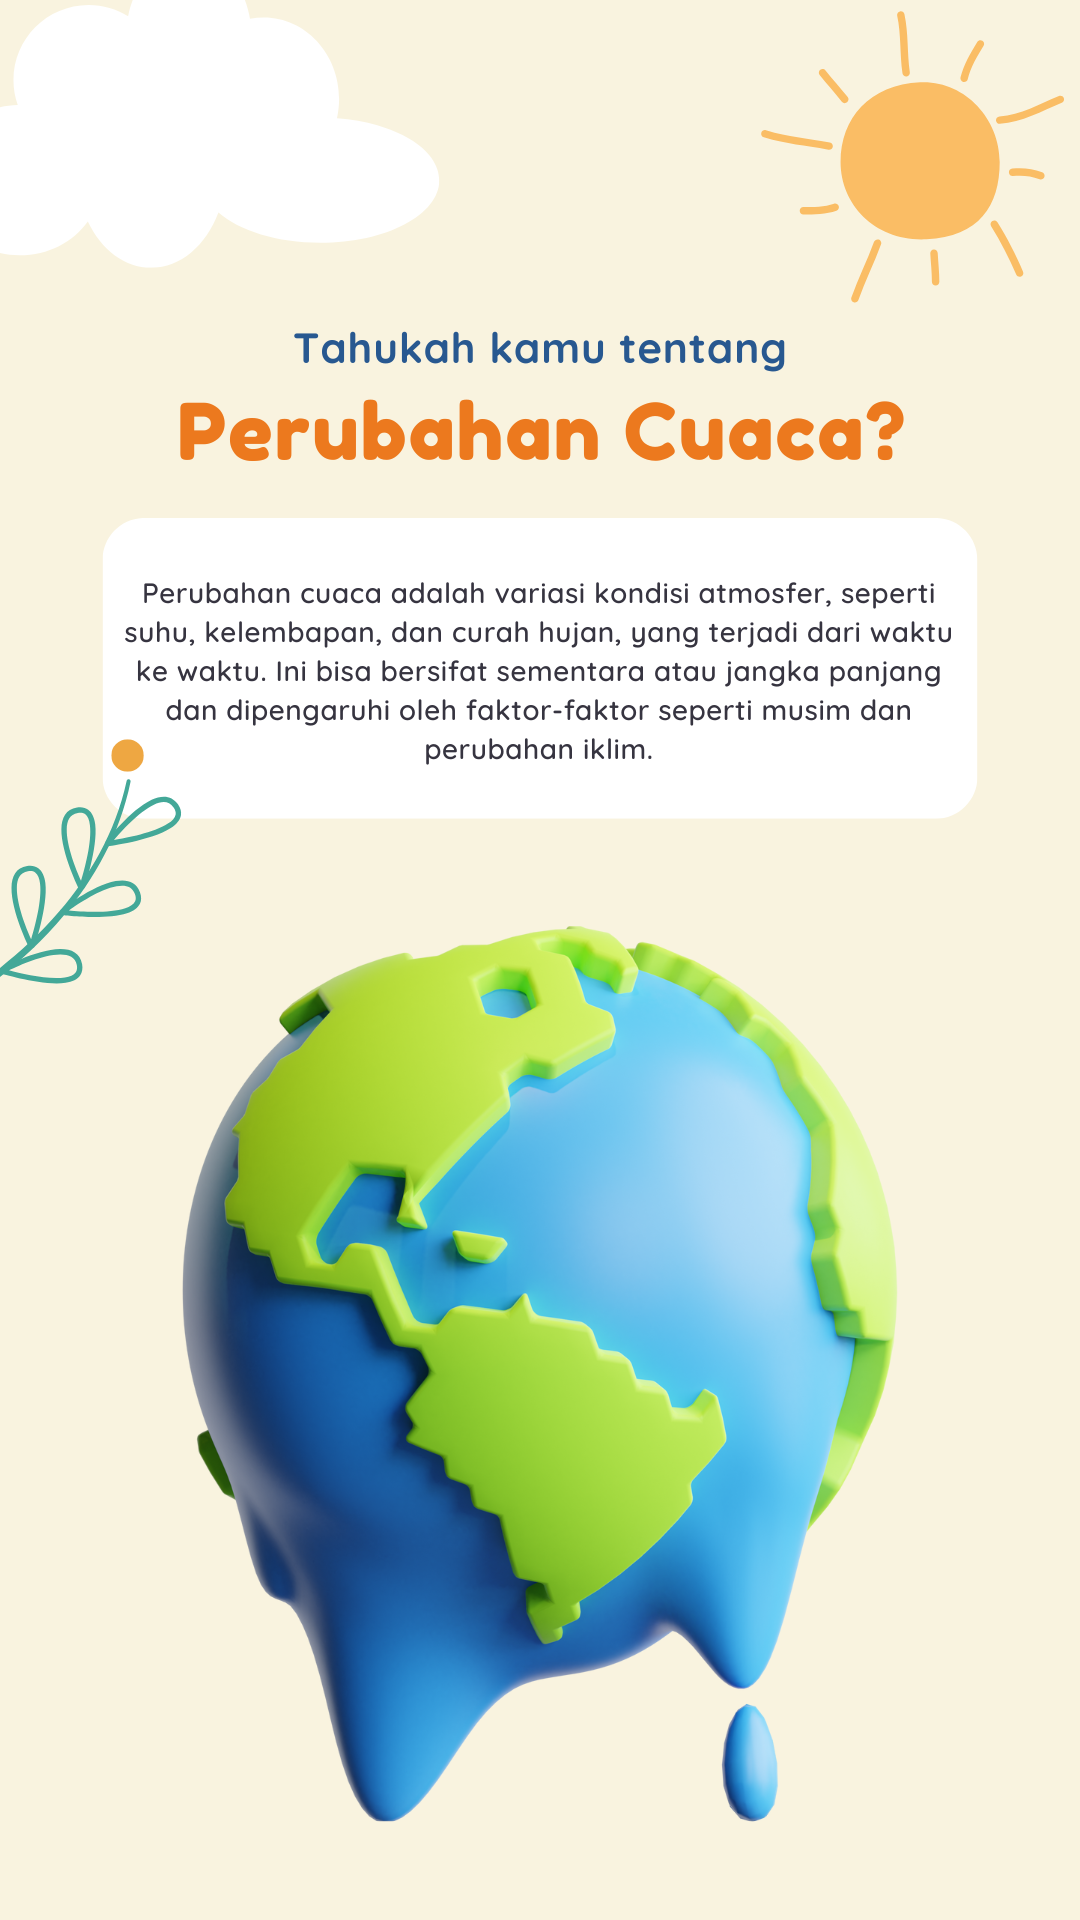 Tahukah kamu tentang
Perubahan Cuaca?
Perubahan cuaca adalah variasi kondisi atmosfer, seperti
suhu, kelembapan, dan curah hujan, yang terjadi dari waktu
ke waktu. Ini bisa bersifat sementara atau jangka panjang
dan dipengaruhi oleh faktor-faktor seperti musim dan
perubahan iklim.